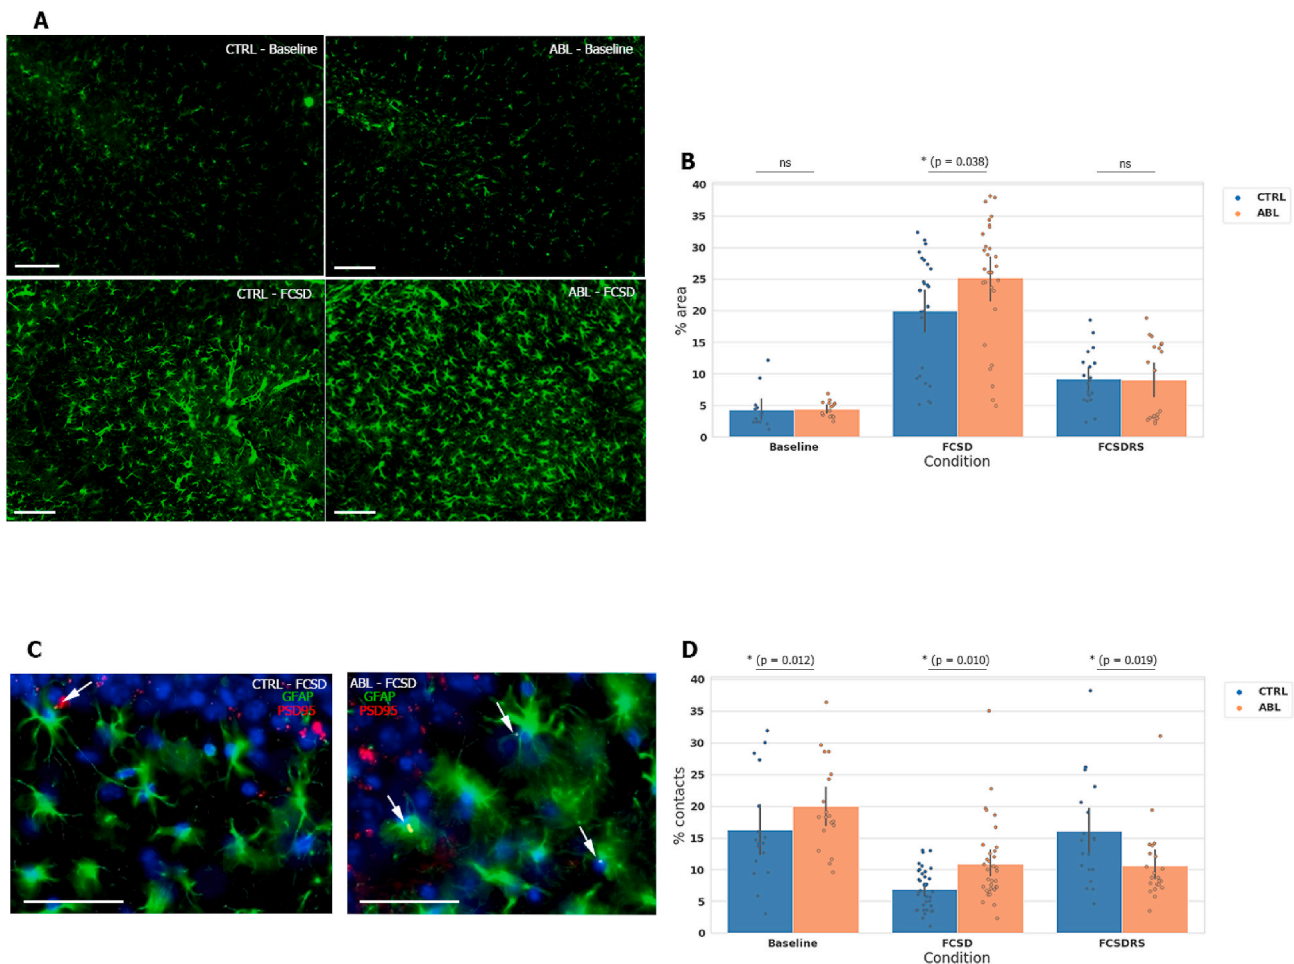 A
CTRL - Baseline
ABL - Baseline
CTRL - FCSD
ABL - FCSD
B
ns
* (p = 0.038)
ns
CTRL
ABL
% area
40
35
30
25
20
15
10
5
0
Baseline
FCSD
FCSDRS
Condition
C
CTRL - FCSD
GFAP
PSD95
ABL - FCSD
GFAP
PSD95
D
* (p = 0.012)
* (p = 0.010)
* (p = 0.019)
CTRL
ABL
% contacts
40
35
30
25
20
15
10
5
0
Baseline
FCSD
FCSDRS
Condition